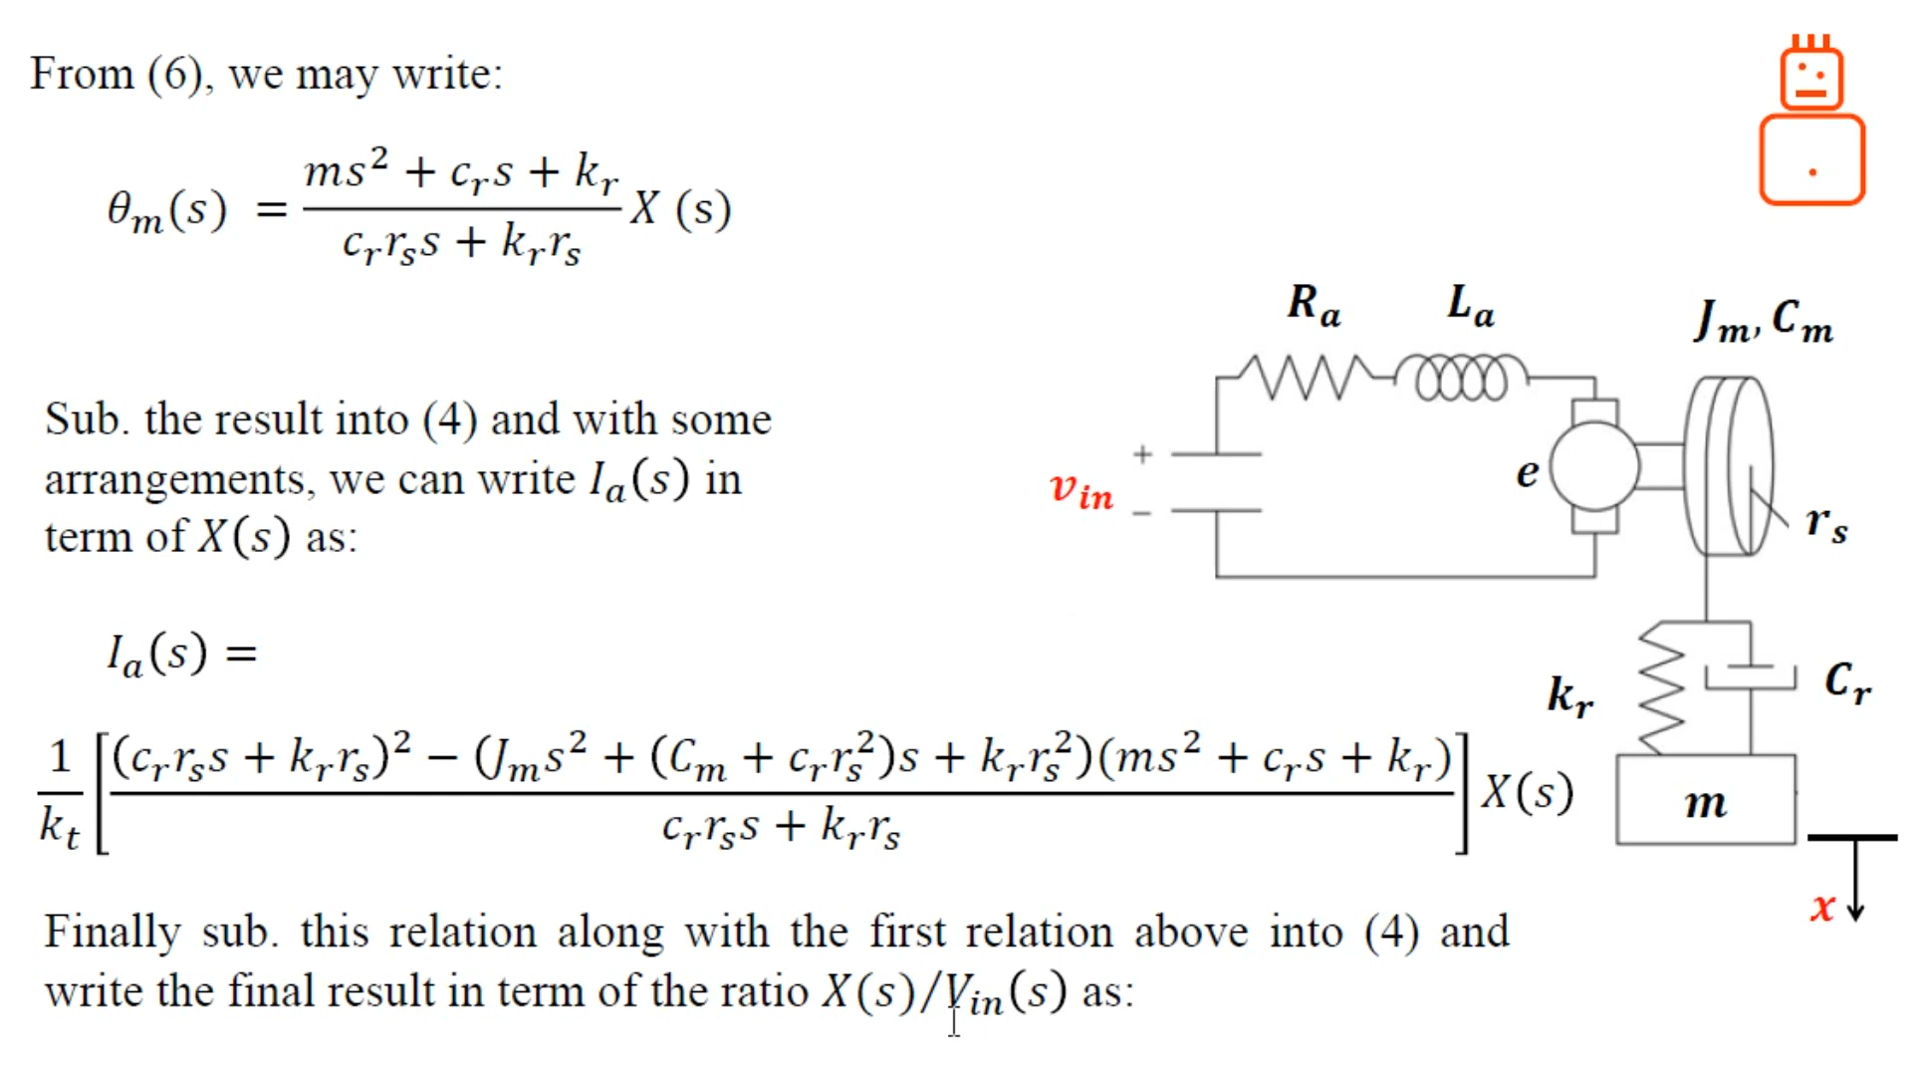 From (6), we may write:
θₘ(s) = (ms² + cᵣs + kᵣ)/(cᵣrₛs + kᵣrₛ) X (s)
Sub. the result into (4) and with some
arrangements, we can write Iₐ(s) in
term of X(s) as:
Iₐ(s) =
1/kₜ [((cᵣrₛs + kᵣrₛ)² − (Jₘs² + (Cₘ + cᵣrₛ²)s + kᵣrₛ²)(ms² + cᵣs + kᵣ))/(cᵣrₛs + kᵣrₛ)] X(s)
Finally sub. this relation along with the first relation above into (4) and
write the final result in term of the ratio X(s)/Vᵢₙ(s) as:
Rₐ
Lₐ
Jₘ, Cₘ
+
vᵢₙ
−
e
rₛ
kᵣ
Cᵣ
m
x